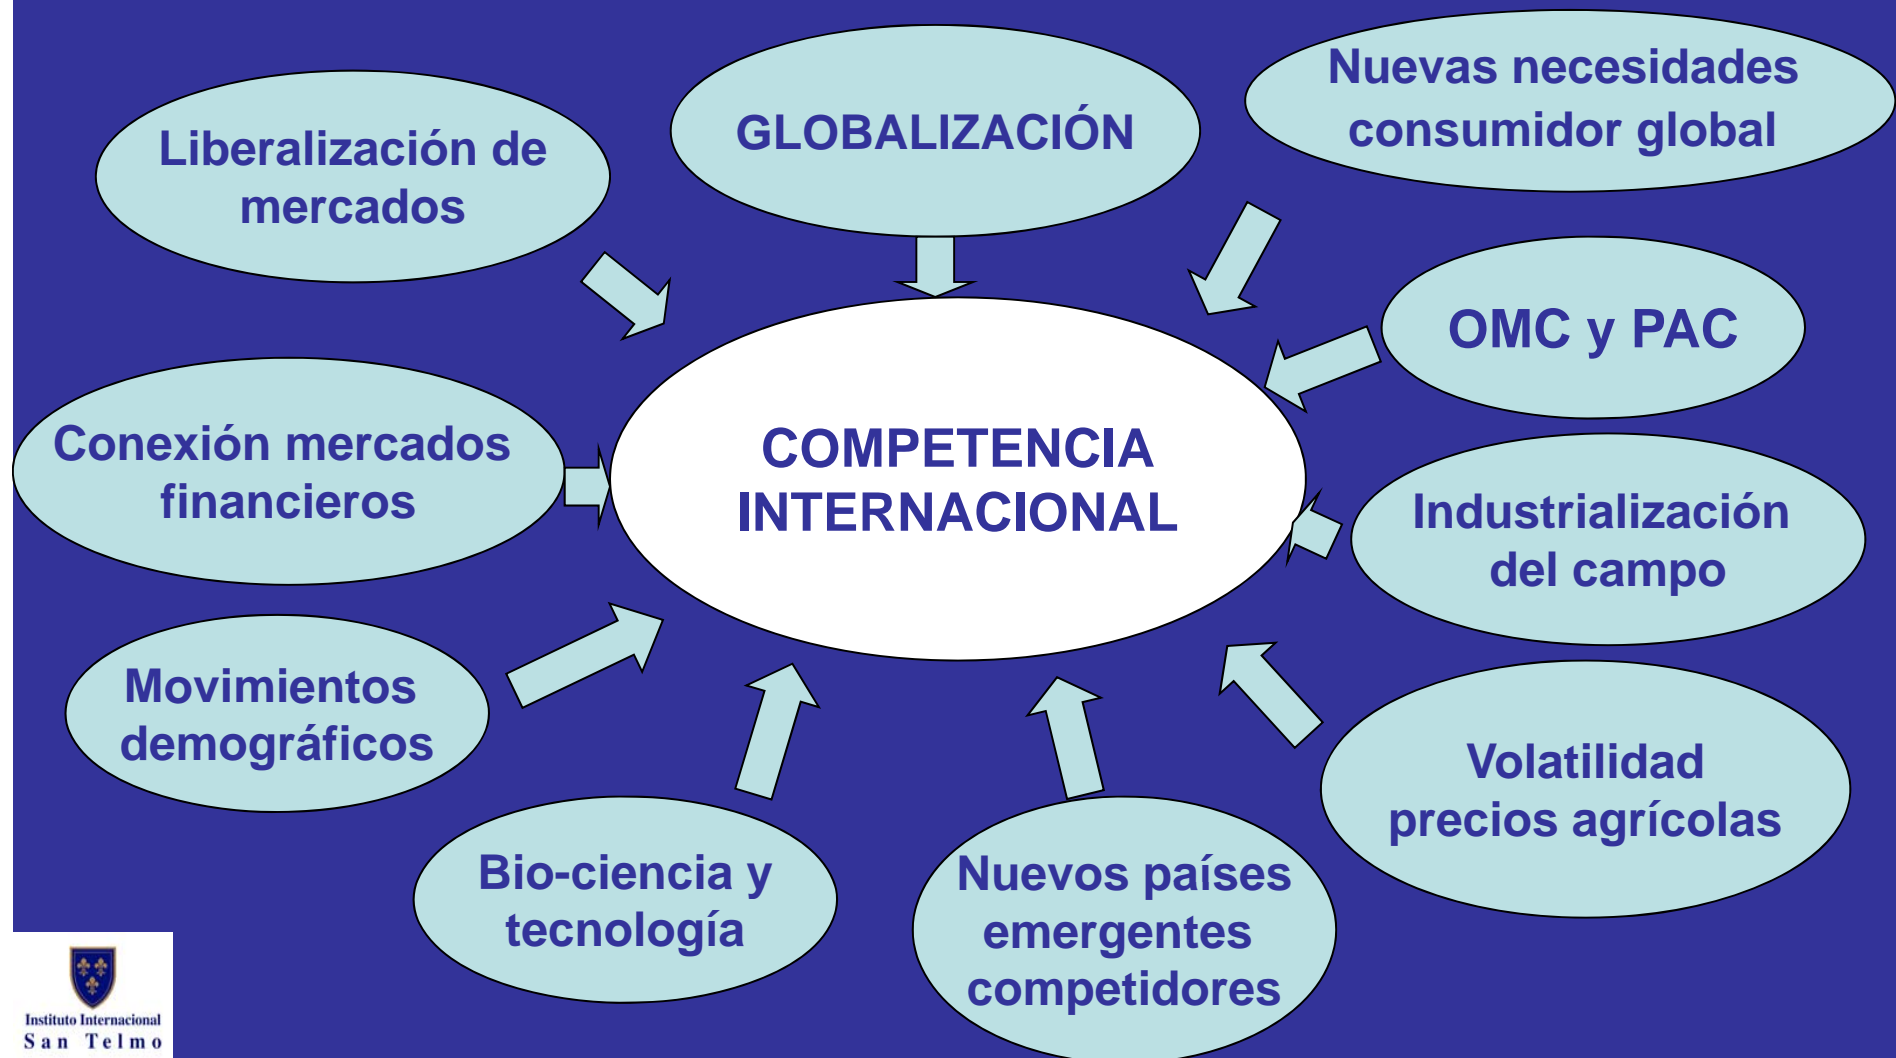 Liberalización de
mercados
GLOBALIZACIÓN
Nuevas necesidades
consumidor global
OMC y PAC
Conexión mercados
financieros
COMPETENCIA
INTERNACIONAL
Industrialización
del campo
Movimientos
demográficos
Volatilidad
precios agrícolas
Bio-ciencia y
tecnología
Nuevos países
emergentes
competidores
Instituto Internacional
San Telmo